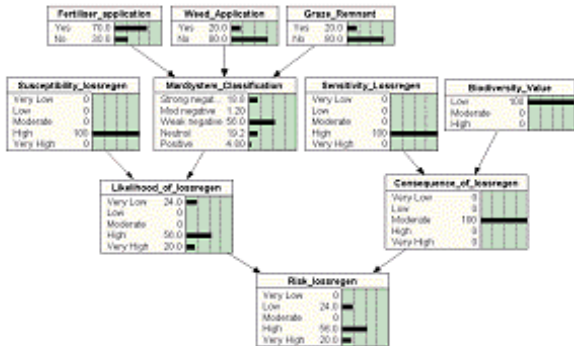 Fertiliser_application
Yes 70.0
No 30.0
Weed_Application
Yes 20.0
No 80.0
Graze_Remnant
Yes 20.0
No 80.0
Susceptibility_lossregen
Very Low 0
Low 0
Moderate 0
High 100
Very High 0
ManSystem_Classification
Strong negat...
Mod negative 1.20
Weak negative 56.0
Neutral 19.2
Positive 4.80
Sensitivity_Lossregen
Very Low 0
Low 0
Moderate 0
High 100
Very High 0
Biodiversity_Value
Low 100
Moderate 0
High 0
Likelihood_of_lossregen
Very Low 24.0
Low 0
Moderate 0
High 56.0
Very High 20.0
Consequence_of_lossregen
Very Low 0
Low 0
Moderate 100
High 0
Very High 0
Risk_lossregen
Very Low 0
Low 24.0
Moderate 0
High 56.0
Very High 20.0